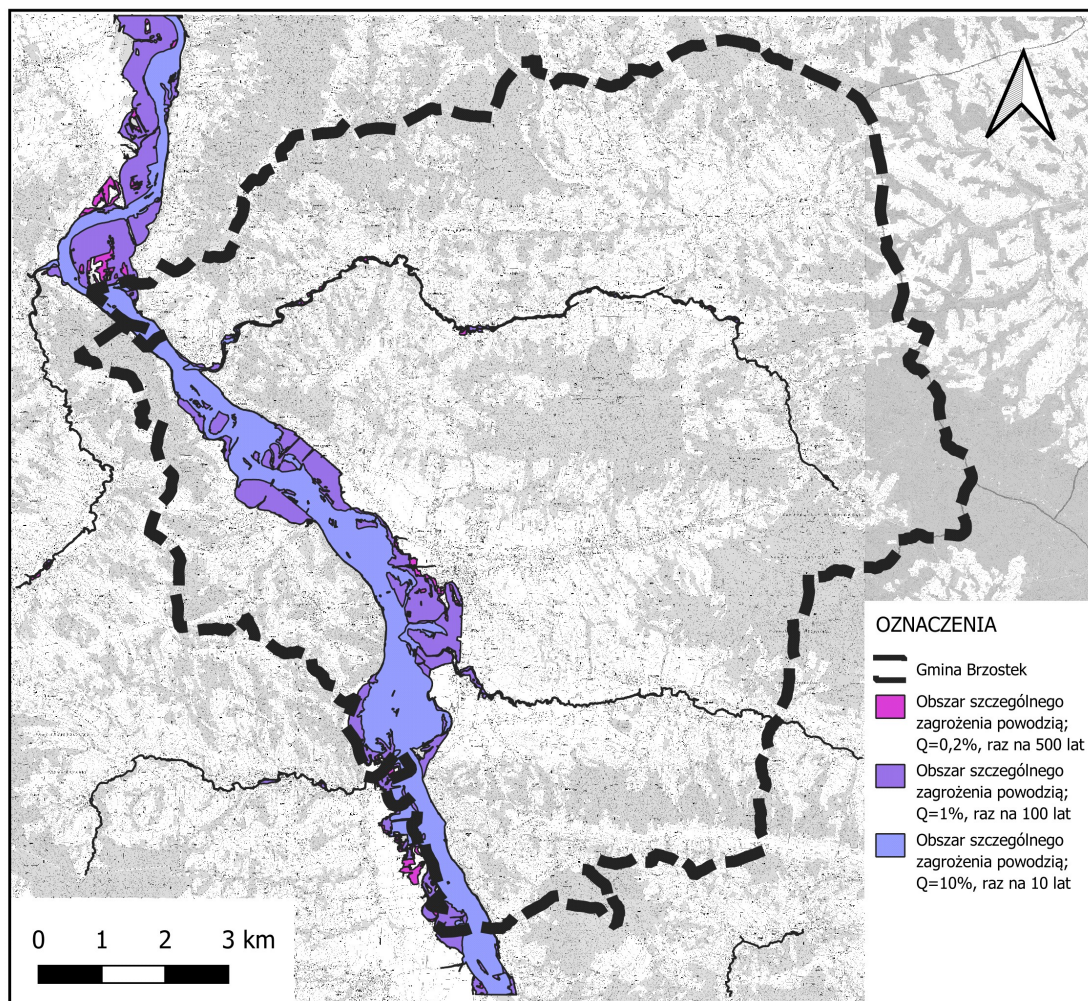 OZNACZENIA
Gmina Brzostek
Obszar szczególnego
zagrożenia powodzią;
Q=0,2%, raz na 500 lat
Obszar szczególnego
zagrożenia powodzią;
Q=1%, raz na 100 lat
Obszar szczególnego
zagrożenia powodzią;
Q=10%, raz na 10 lat
0 1 2 3 km